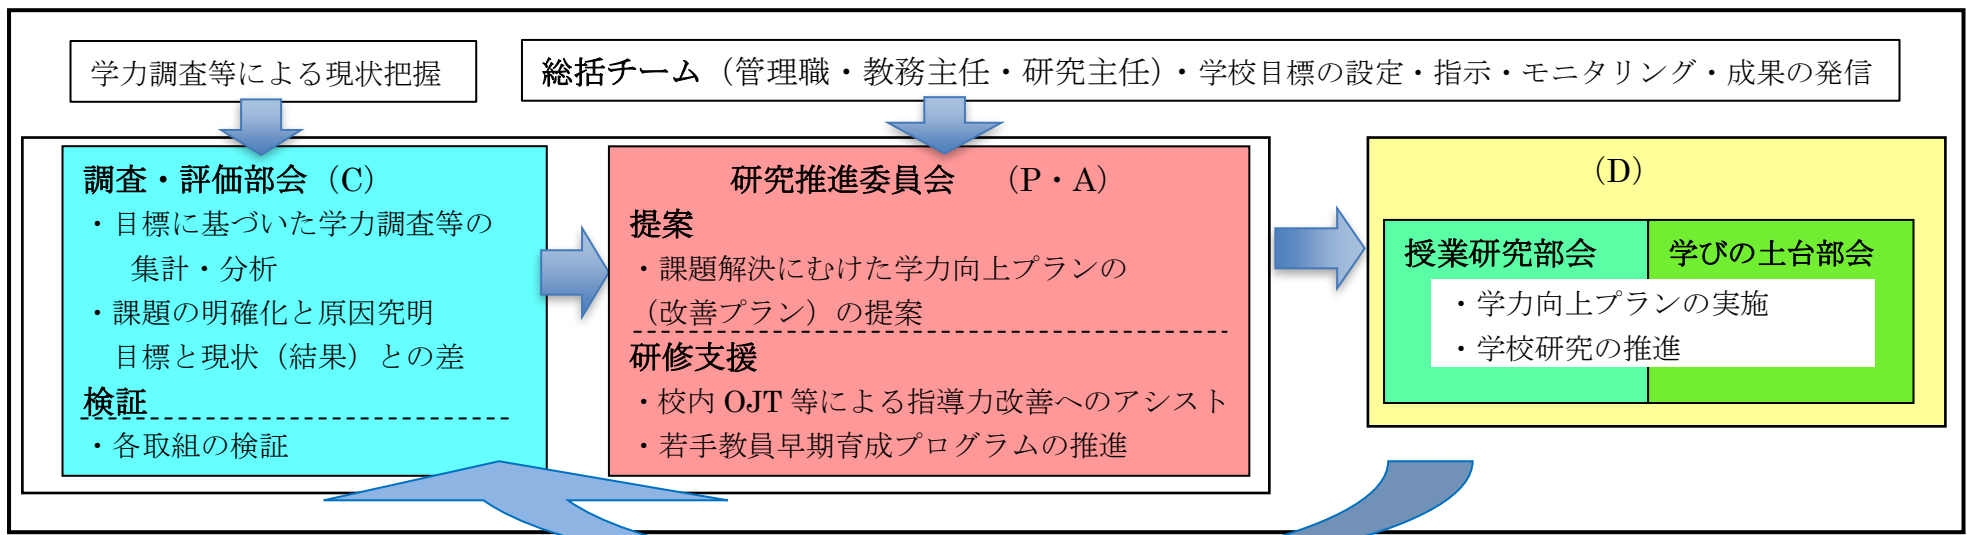 学力調査等による現状把握
総括チーム（管理職・教務主任・研究主任）・学校目標の設定・指示・モニタリング・成果の発信
調査・評価部会（C）
・目標に基づいた学力調査等の
集計・分析
・課題の明確化と原因究明
目標と現状（結果）との差
検証
・各取組の検証
研究推進委員会　（P・A）
提案
・課題解決にむけた学力向上プランの
（改善プラン）の提案
研修支援
・校内 OJT 等による指導力改善へのアシスト
・若手教員早期育成プログラムの推進
（D）
授業研究部会
学びの土台部会
・学力向上プランの実施
・学校研究の推進